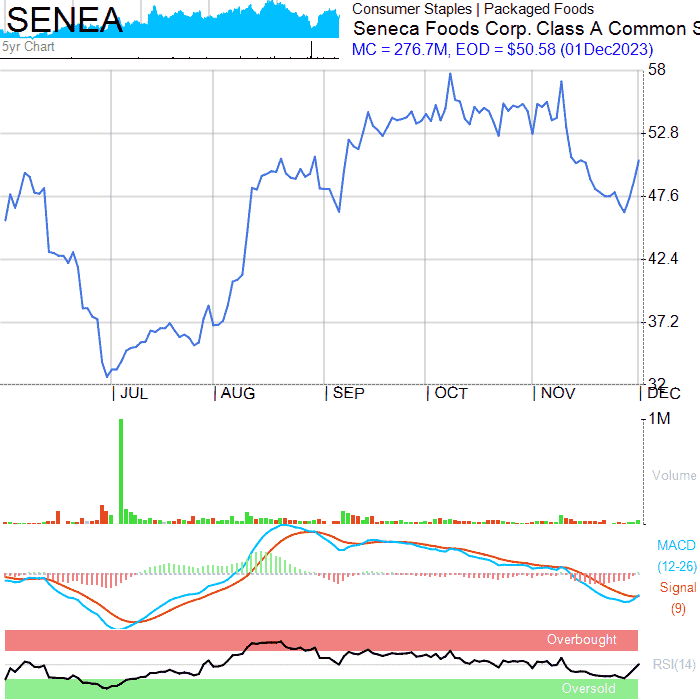 SENEA
5yr Chart
Consumer Staples | Packaged Foods
Seneca Foods Corp. Class A Common S
MC = 276.7M, EOD = $50.58 (01Dec2023)
58
52.8
47.6
42.4
37.2
32
JUL AUG SEP OCT NOV DEC
1M
Volume
MACD
(12-26)
Signal
(9)
Overbought
RSI(14)
Oversold